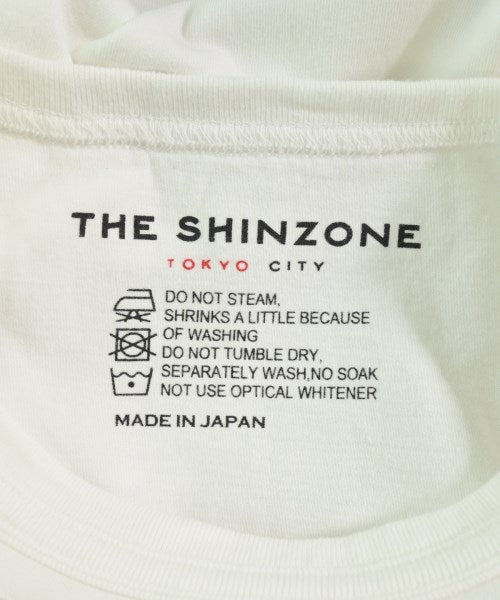 THE SHINZONE
TOKYO CITY
DO NOT STEAM,
SHRINKS A LITTLE BECAUSE
OF WASHING
DO NOT TUMBLE DRY,
SEPARATELY WASH,NO SOAK
NOT USE OPTICAL WHITENER
MADE IN JAPAN